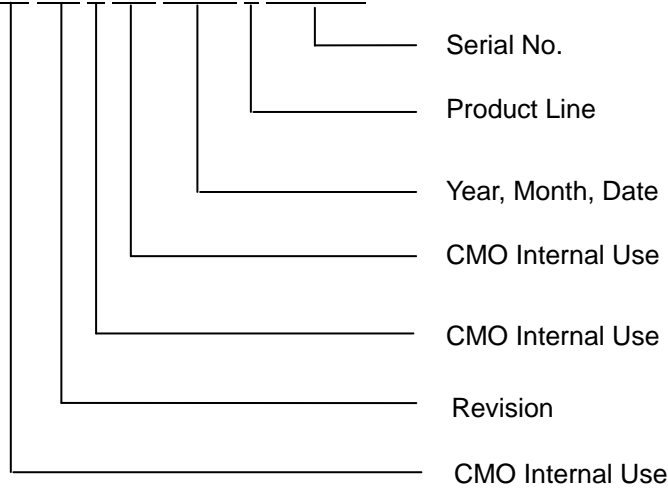 Serial No.
Product Line
Year, Month, Date
CMO Internal Use
CMO Internal Use
Revision
CMO Internal Use